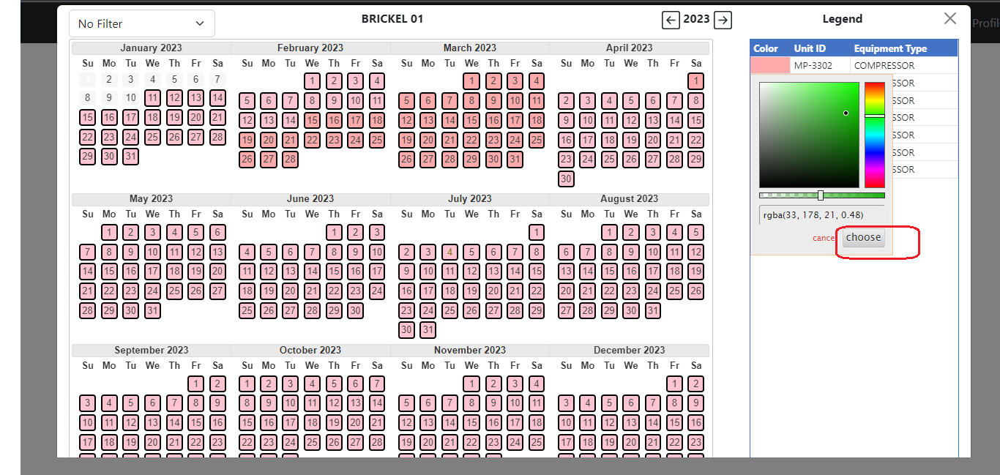 No Filter
BRICKEL 01
2023
Legend
Profil
January 2023 February 2023 March 2023 April 2023
Su Mo Tu We Th Fr Sa Su Mo Tu We Th Fr Sa Su Mo Tu We Th Fr Sa Su Mo Tu We Th Fr Sa
1 2 3 4 5 6 7 1 2 3 4 1 2 3 4 1
8 9 10 11 12 13 14 5 6 7 8 9 10 11 5 6 7 8 9 10 11 2 3 4 5 6 7 8
15 16 17 18 19 20 21 12 13 14 15 16 17 18 12 13 14 15 16 17 18 9 10 11 12 13 14 15
22 23 24 25 26 27 28 19 20 21 22 23 24 25 19 20 21 22 23 24 25 16 17 18 19 20 21 22
29 30 31 26 27 28 26 27 28 29 30 31 23 24 25 26 27 28 29
30
May 2023 June 2023 July 2023 August 2023
Su Mo Tu We Th Fr Sa Su Mo Tu We Th Fr Sa Su Mo Tu We Th Fr Sa Su Mo Tu We Th Fr Sa
1 2 3 4 5 6 1 2 3 1 1 2 3 4 5
7 8 9 10 11 12 13 4 5 6 7 8 9 10 2 3 4 5 6 7 8 6 7 8 9 10 11 12
14 15 16 17 18 19 20 11 12 13 14 15 16 17 9 10 11 12 13 14 15 13 14 15 16 17 18 19
21 22 23 24 25 26 27 18 19 20 21 22 23 24 16 17 18 19 20 21 22 20 21 22 23 24 25 26
28 29 30 31 25 26 27 28 29 30 23 24 25 26 27 28 29 27 28 29 30 31
30 31
September 2023 October 2023 November 2023 December 2023
Su Mo Tu We Th Fr Sa Su Mo Tu We Th Fr Sa Su Mo Tu We Th Fr Sa Su Mo Tu We Th Fr Sa
1 2 1 2 3 4 5 6 7 1 2 3 4 1 2
3 4 5 6 7 8 9 8 9 10 11 12 13 14 5 6 7 8 9 10 11 3 4 5 6 7 8 9
10 11 12 13 14 15 16 15 16 17 18 19 20 21 12 13 14 15 16 17 18 10 11 12 13 14 15 16
17 18 19 20 21 22 23 22 23 24 25 26 27 28 19 20 21 22 23 24 25 17 18 19 20 21 22 23
Color Unit ID Equipment Type
MP-3302 COMPRESSOR
SSOR
SSOR
SSOR
SSOR
SSOR
SSOR
rgba(33, 178, 21, 0.48)
cance choose